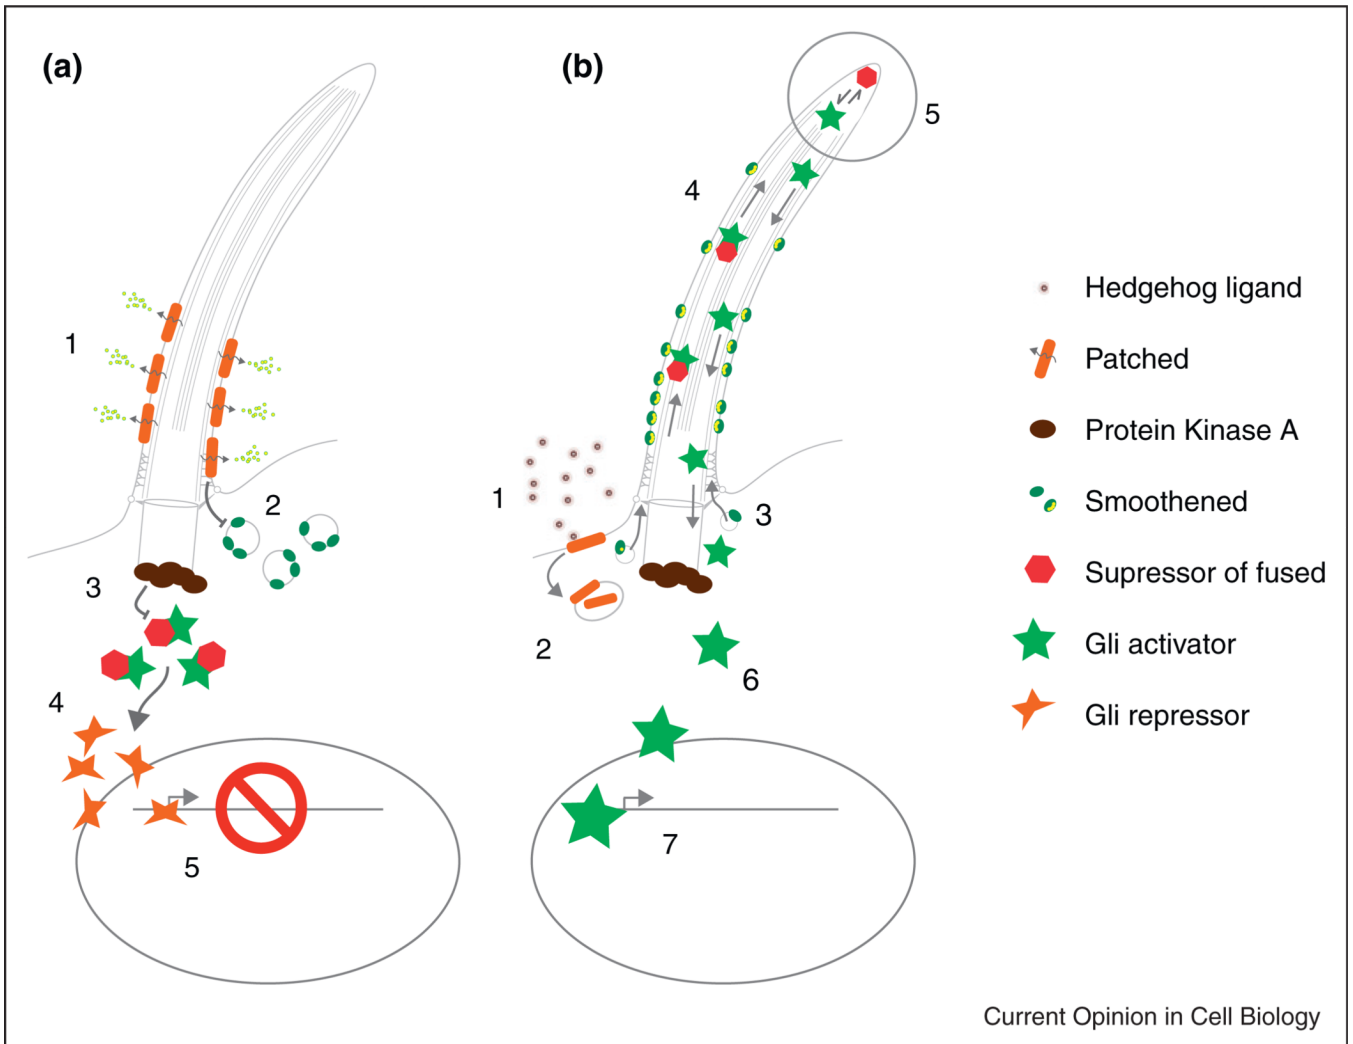 (a)
1
2
3
4
5
(b)
1
2
3
4
5
6
7
Hedgehog ligand
Patched
Protein Kinase A
Smoothened
Supressor of fused
Gli activator
Gli repressor
Current Opinion in Cell Biology